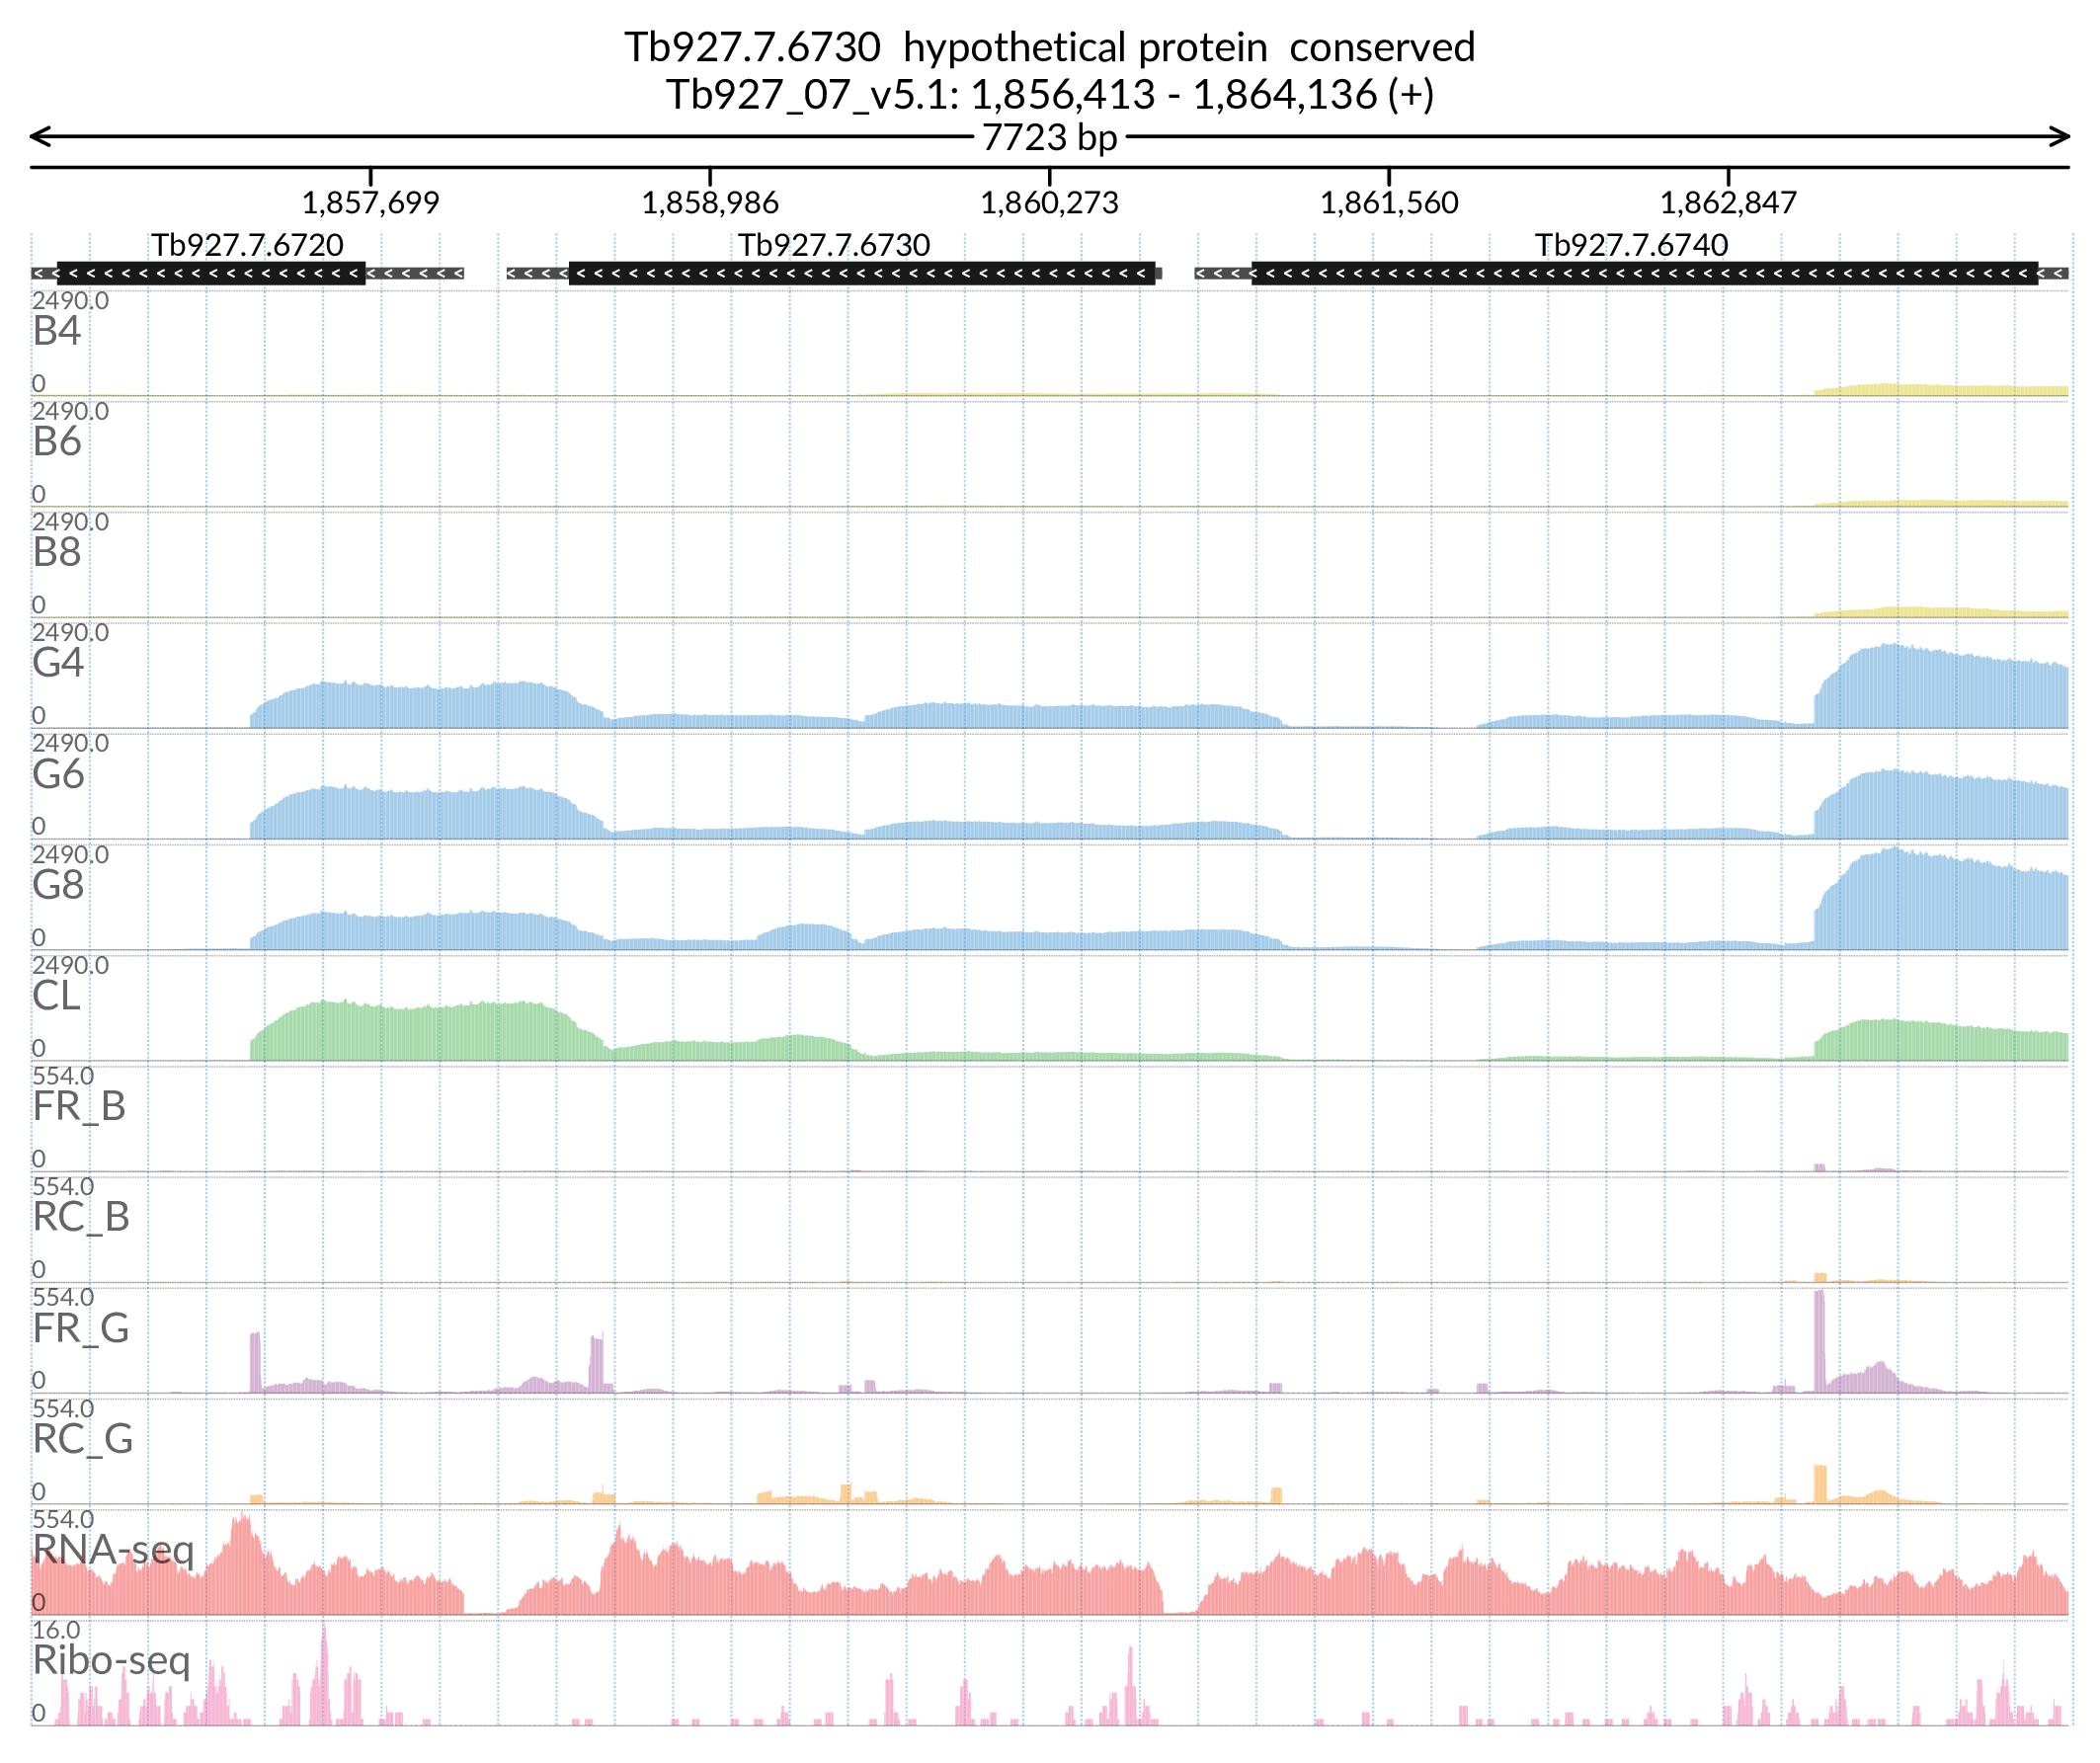 Tb927.7.6730  hypothetical protein  conserved
Tb927_07_v5.1: 1,856,413 - 1,864,136 (+)
7723 bp
1,857,699 1,858,986 1,860,273 1,861,560 1,862,847
Tb927.7.6720 Tb927.7.6730 Tb927.7.6740
2490.0
B4
0
2490.0
B6
0
2490.0
B8
0
2490.0
G4
0
2490.0
G6
0
2490.0
G8
0
2490.0
CL
0
554.0
FR_B
0
554.0
RC_B
0
554.0
FR_G
0
554.0
RC_G
0
554.0
RNA-seq
0
16.0
Ribo-seq
0